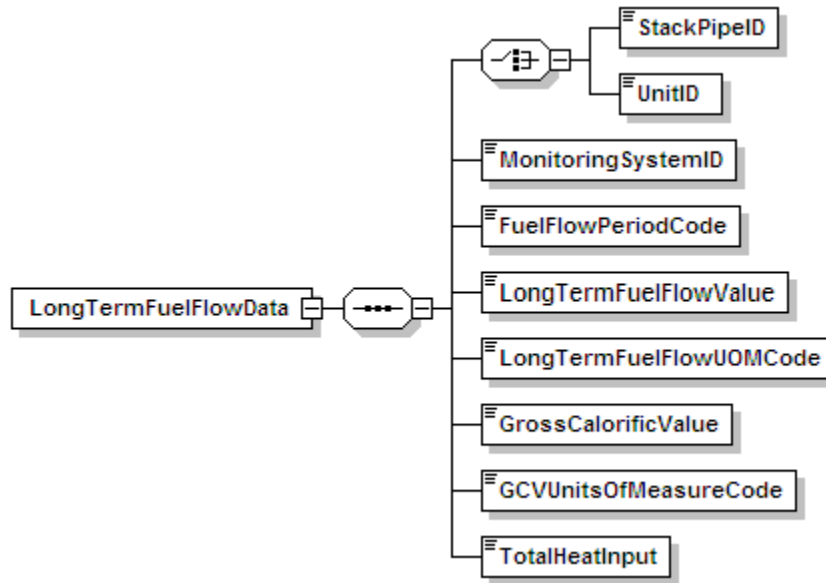 StackPipeID
UnitID
MonitoringSystemID
FuelFlowPeriodCode
LongTermFuelFlowValue
LongTermFuelFlowData
LongTermFuelFlowUOMCode
GrossCalorificValue
GCVUnitsOfMeasureCode
TotalHeatInput